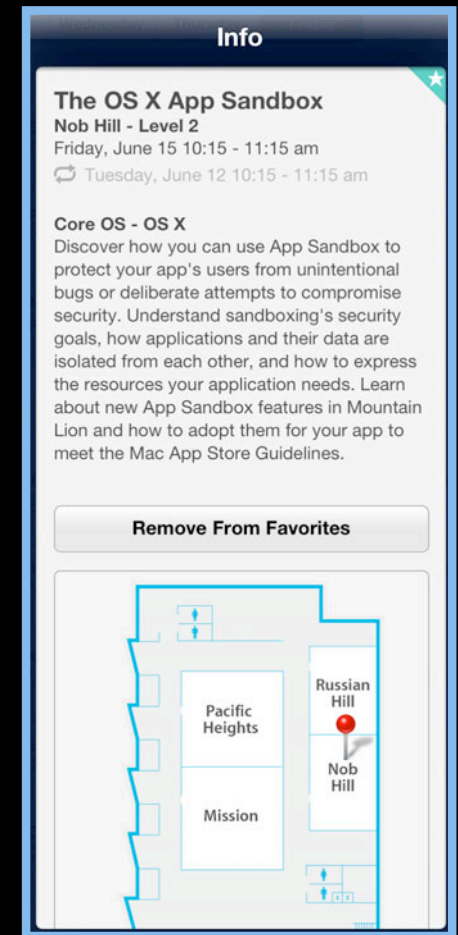 Info
The OS X App Sandbox
Nob Hill - Level 2
Friday, June 15 10:15 - 11:15 am
Tuesday, June 12 10:15 - 11:15 am
Core OS - OS X
Discover how you can use App Sandbox to
protect your app's users from unintentional
bugs or deliberate attempts to compromise
security. Understand sandboxing's security
goals, how applications and their data are
isolated from each other, and how to express
the resources your application needs. Learn
about new App Sandbox features in Mountain
Lion and how to adopt them for your app to
meet the Mac App Store Guidelines.
Remove From Favorites
Russian
Hill
Pacific
Heights
Nob
Hill
Mission